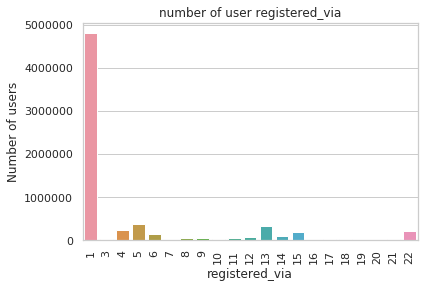 number of user registered_via
Number of users
5000000
4000000
3000000
2000000
1000000
0
1 3 4 5 6 7 8 9 10 11 12 13 14 15 16 17 18 19 20 21 22
registered_via